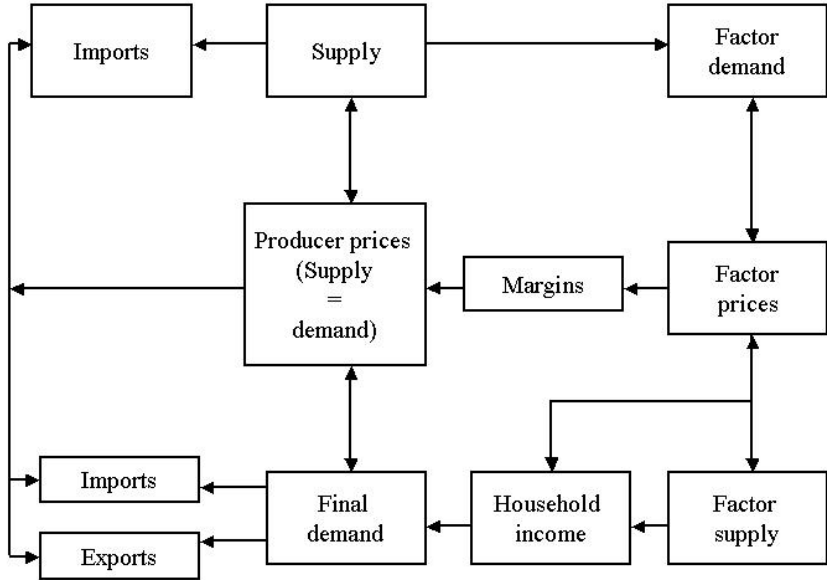 Imports
Supply
Factor
demand
Producer prices
(Supply
=
demand)
Margins
Factor
prices
Imports
Exports
Final
demand
Household
income
Factor
supply